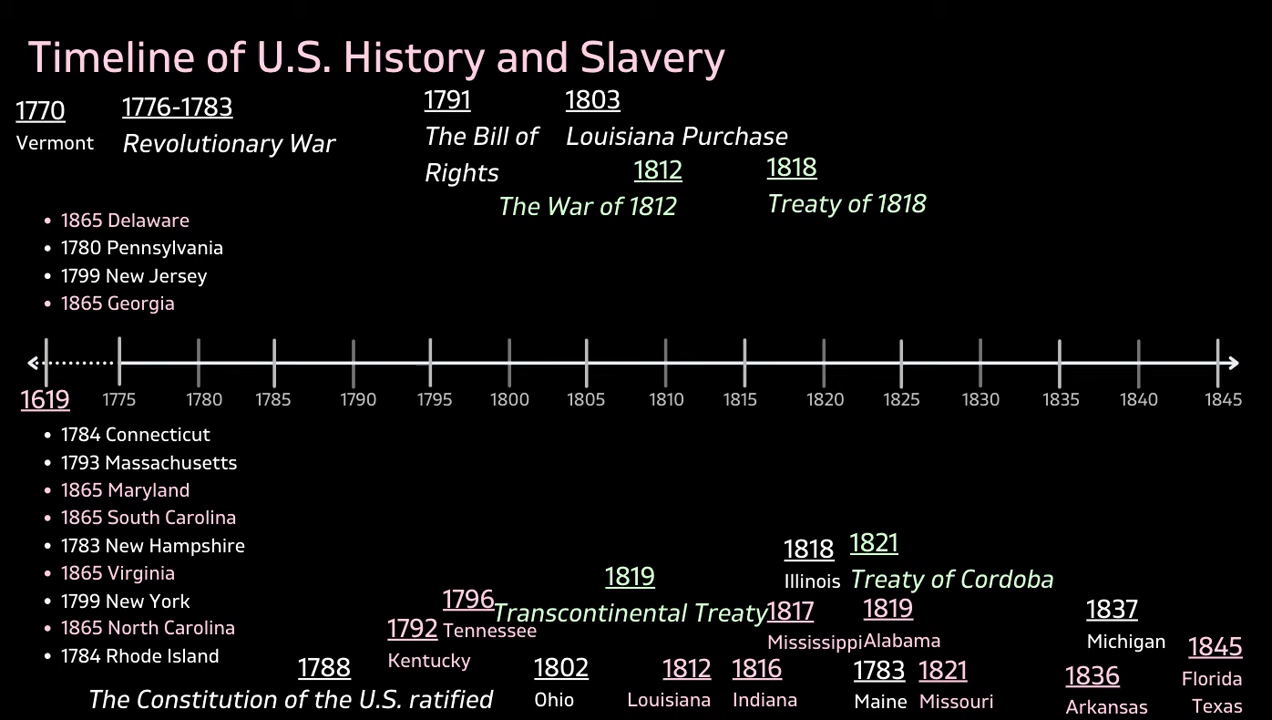 Timeline of U.S. History and Slavery
1770
Vermont
1776-1783
Revolutionary War
1791
The Bill of
Rights
1803
Louisiana Purchase
1812
The War of 1812
1818
Treaty of 1818
• 1865 Delaware
• 1780 Pennsylvania
• 1799 New Jersey
• 1865 Georgia
1619 1775 1780 1785 1790 1795 1800 1805 1810 1815 1820 1825 1830 1835 1840 1845
• 1784 Connecticut
• 1793 Massachusetts
• 1865 Maryland
• 1865 South Carolina
• 1783 New Hampshire
• 1865 Virginia
• 1799 New York
• 1865 North Carolina
• 1784 Rhode Island
1788
The Constitution of the U.S. ratified
1792
Kentucky
1796
Tennessee
1802
Ohio
1819
Transcontinental Treaty
1812
Louisiana
1816
Indiana
1817
Mississippi
1818
Illinois
1821
Treaty of Cordoba
1819
Alabama
1783
Maine
1821
Missouri
1837
Michigan
1836
Arkansas
1845
Florida
Texas